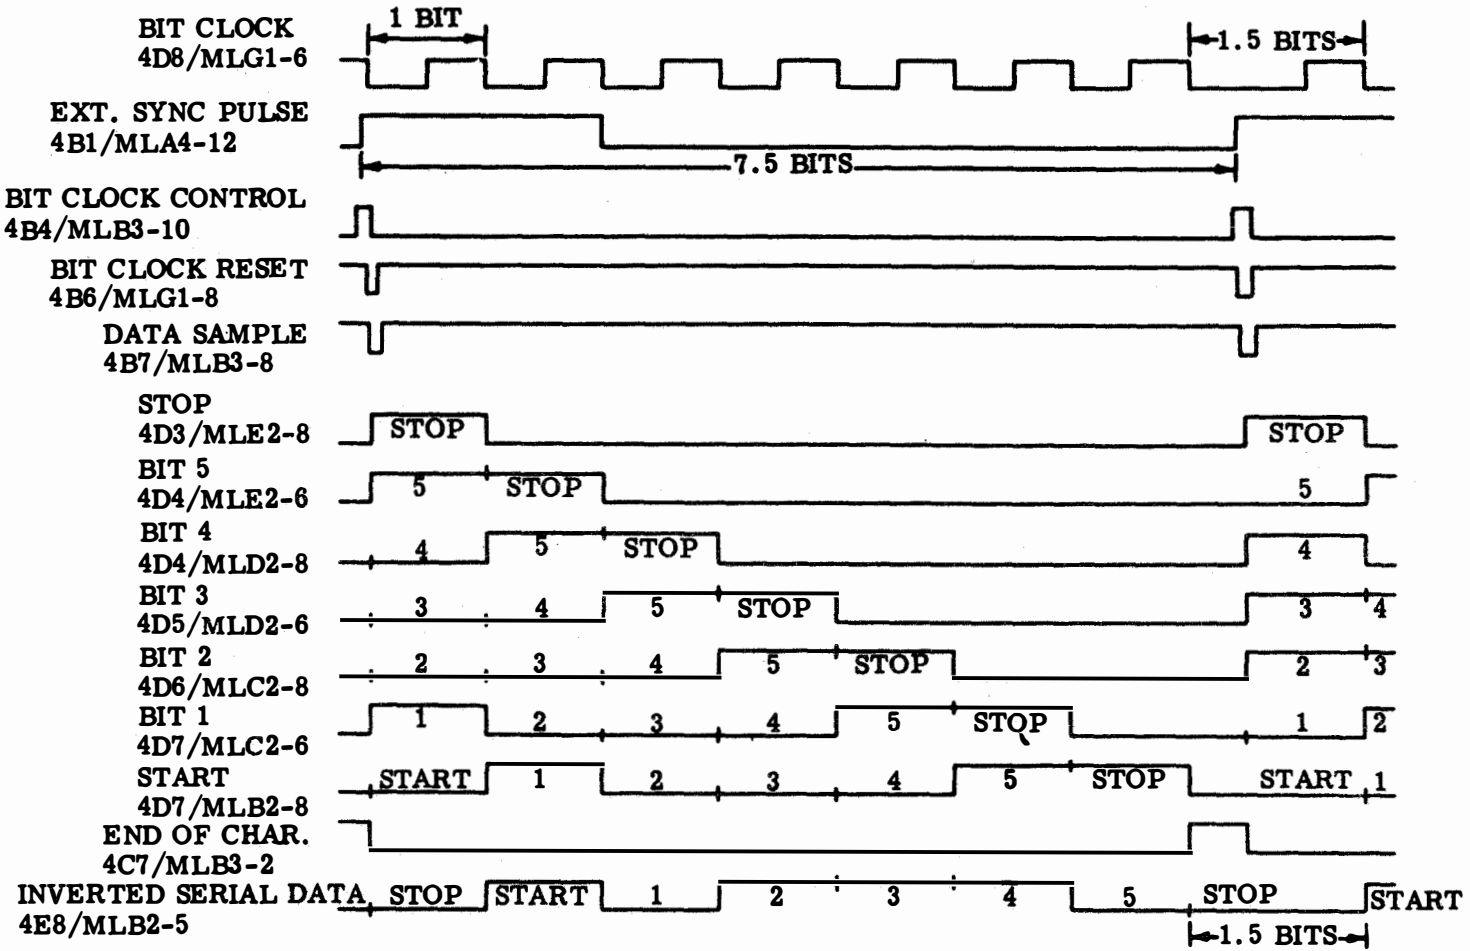 BIT CLOCK
4D8/MLG1-6
1 BIT
1.5 BITS
EXT. SYNC PULSE
4B1/MLA4-12
7.5 BITS
BIT CLOCK CONTROL
4B4/MLB3-10
BIT CLOCK RESET
4B6/MLG1-8
DATA SAMPLE
4B7/MLB3-8
STOP
4D3/MLE2-8
STOP STOP
BIT 5
4D4/MLE2-6
5 STOP 5
BIT 4
4D4/MLD2-8
4 5 STOP 4
BIT 3
4D5/MLD2-6
3 4 5 STOP 3 4
BIT 2
4D6/MLC2-8
2 3 4 5 STOP 2 3
BIT 1
4D7/MLC2-6
1 2 3 4 5 STOP 1 2
START
4D7/MLB2-8
START 1 2 3 4 5 STOP START 1
END OF CHAR.
4C7/MLB3-2
INVERTED SERIAL DATA
4E8/MLB2-5
STOP START 1 2 3 4 5 STOP START
1.5 BITS